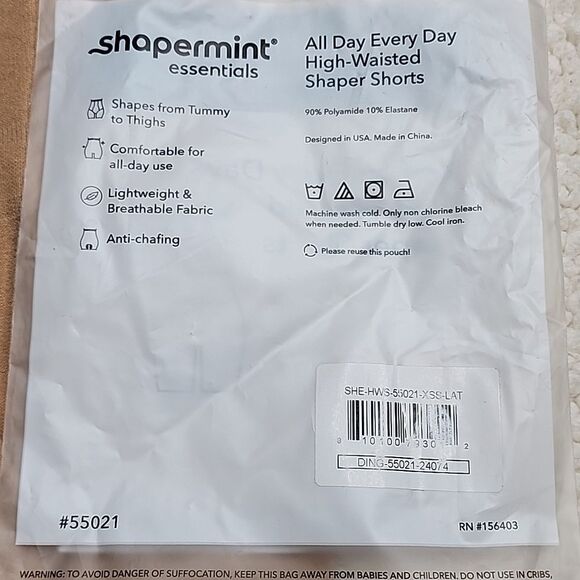 shapermint®
essentials
All Day Every Day
High-Waisted
Shaper Shorts
Shapes from Tummy
to Thighs
Comfortable for
all-day use
Lightweight &
Breathable Fabric
Anti-chafing
90% Polyamide 10% Elastane
Designed in USA. Made in China.
Machine wash cold. Only non chlorine bleach
when needed. Tumble dry low. Cool iron.
Please reuse this pouch!
SHE-HWS-55021-XSS-LAT
DING-55021-24074
#55021
RN #156403
WARNING: TO AVOID DANGER OF SUFFOCATION, KEEP THIS BAG AWAY FROM BABIES AND CHILDREN. DO NOT USE IN CRIBS,